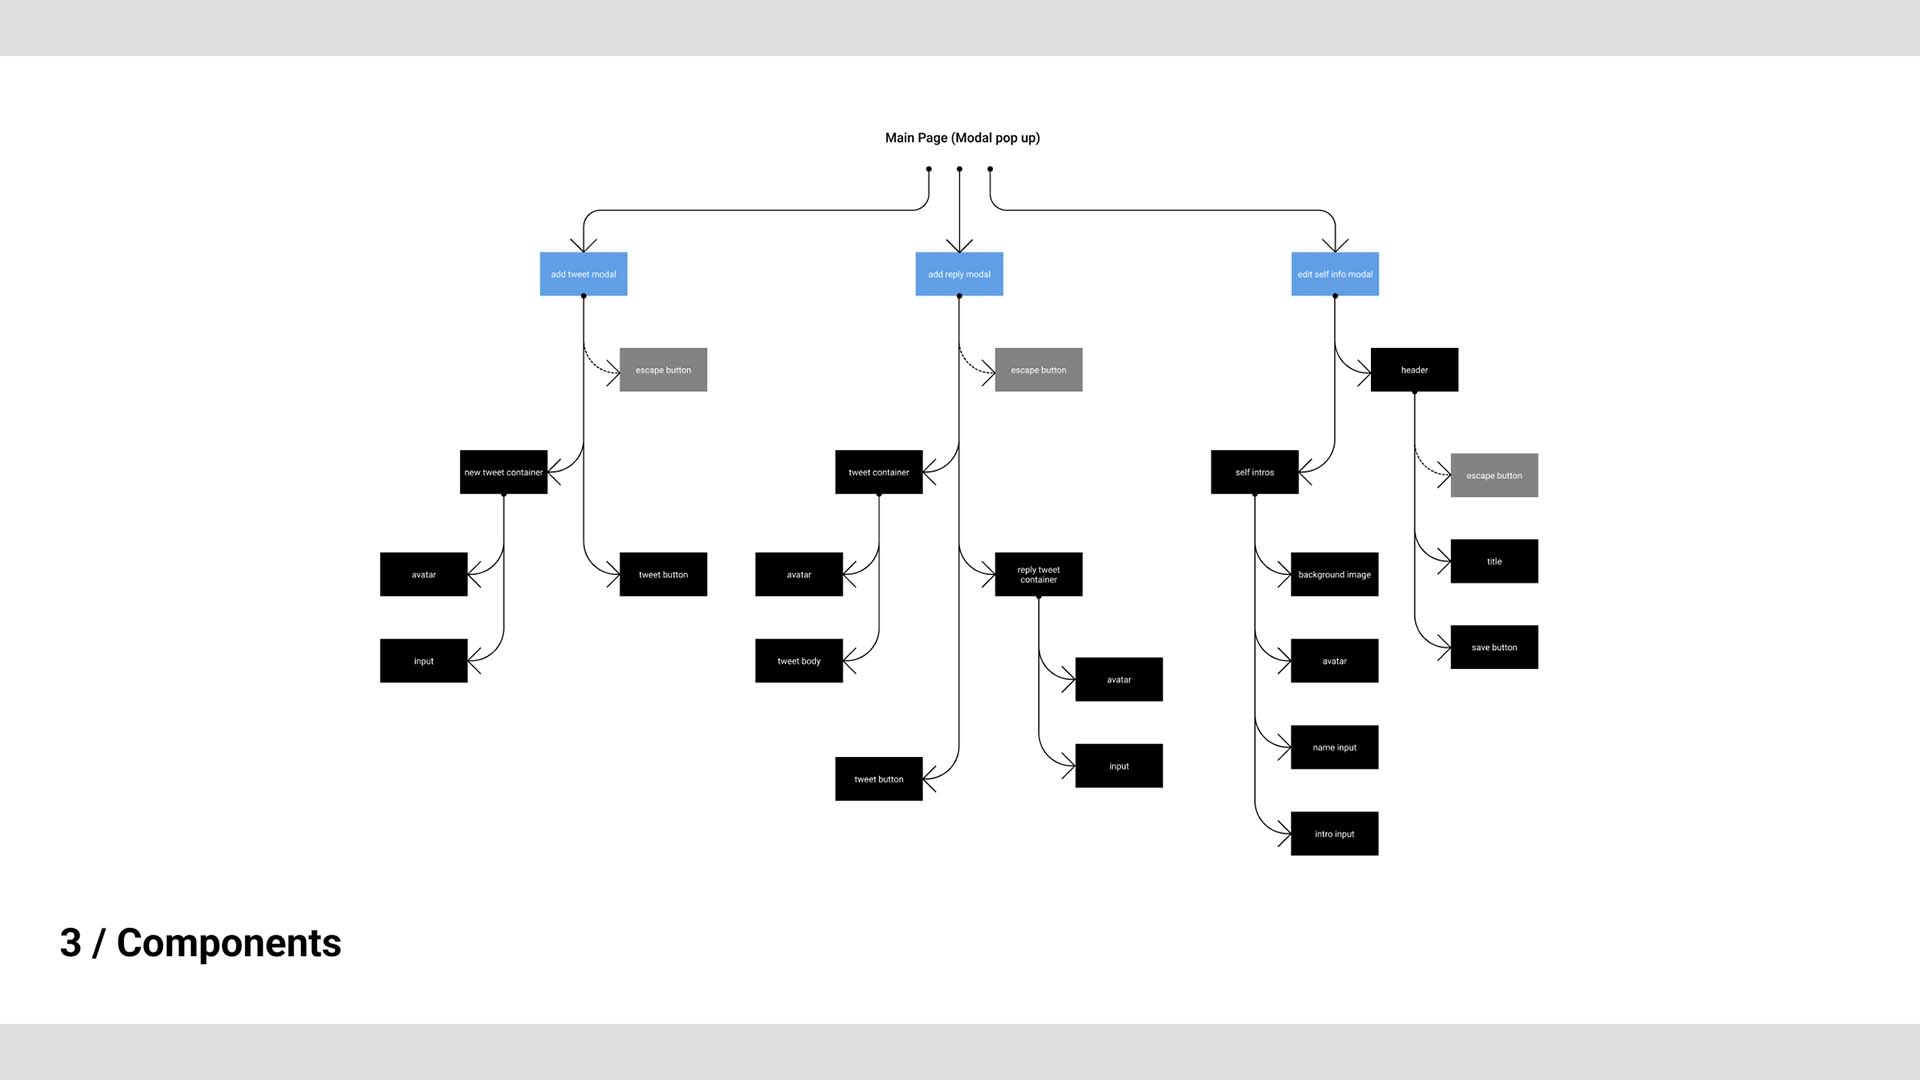 Main Page (Modal pop up)
add tweet modal
add reply modal
edit self info modal
escape button
escape button
header
new tweet container
tweet container
self intros
escape button
title
avatar
tweet button
avatar
reply tweet
container
background image
save button
input
tweet body
avatar
avatar
name input
input
tweet button
intro input
3 / Components